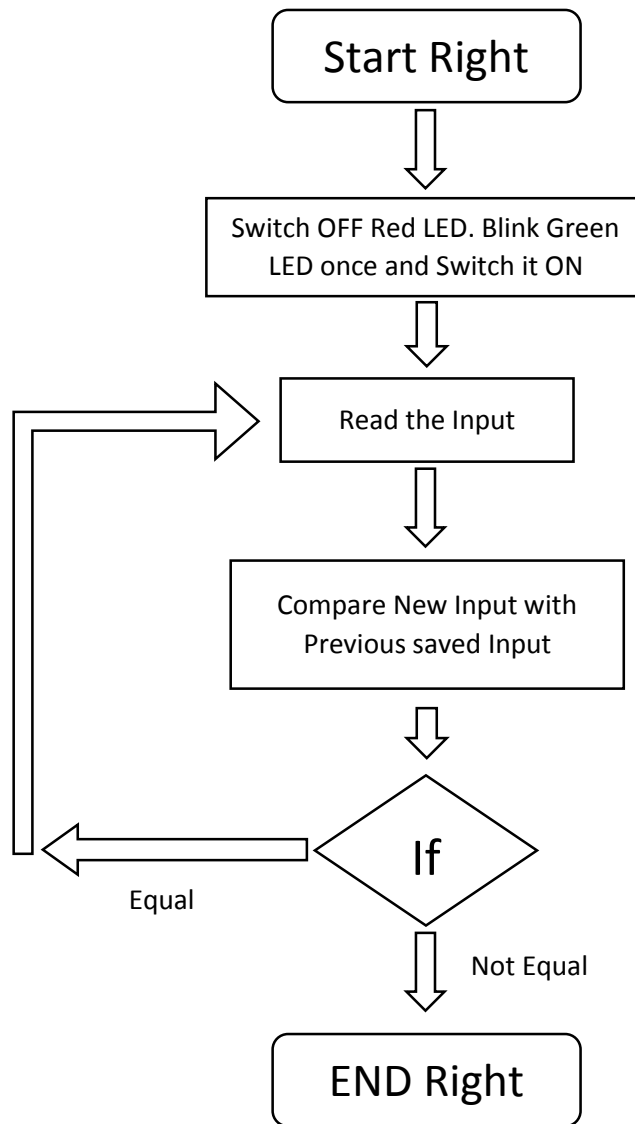 Start Right
Switch OFF Red LED. Blink Green
LED once and Switch it ON
Read the Input
Compare New Input with
Previous saved Input
If
Equal
Not Equal
END Right